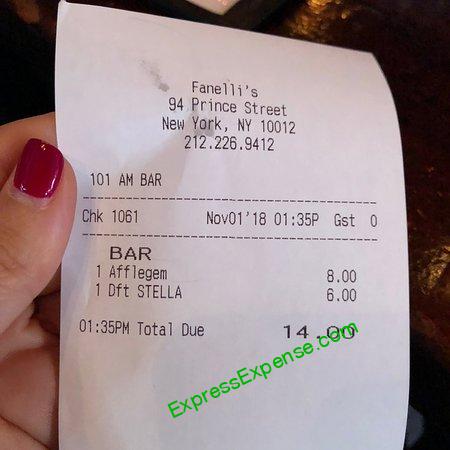 Fanelli's
94 Prince Street
New York, NY 10012
212.226.9412
101 AM BAR
Chk 1061 Nov01'18 01:35P Gst 0
BAR
1 Afflegem 8.00
1 Dft STELLA 6.00
01:35PM Total Due 14.00
ExpressExpense.com